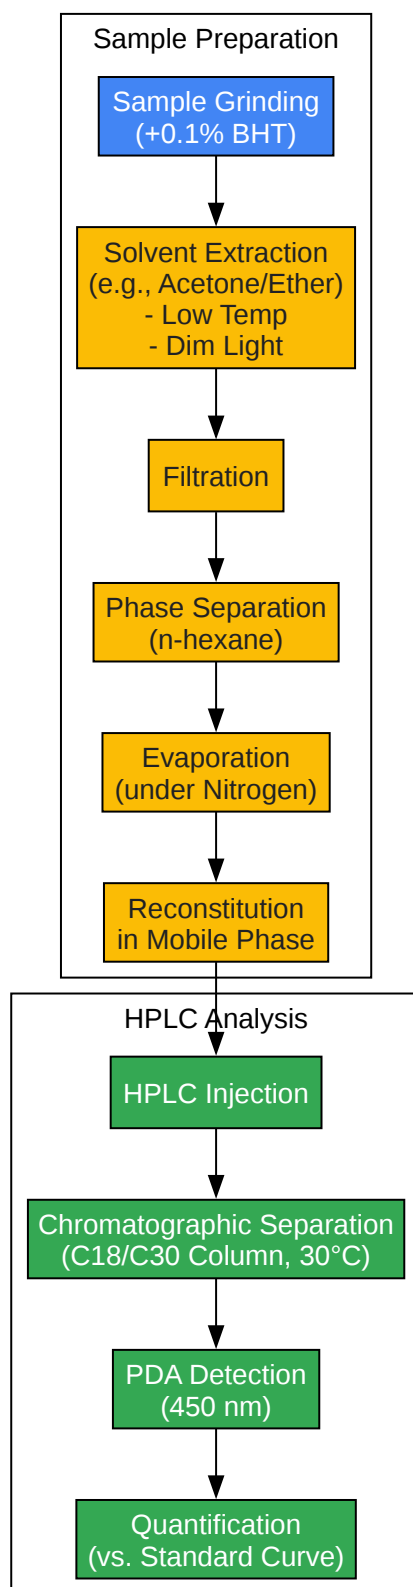 Sample Preparation
Sample Grinding
(+0.1% BHT)
Solvent Extraction
(e.g., Acetone/Ether)
- Low Temp
- Dim Light
Filtration
Phase Separation
(n-hexane)
Evaporation
(under Nitrogen)
Reconstitution
in Mobile Phase
HPLC Analysis
HPLC Injection
Chromatographic Separation
(C18/C30 Column, 30°C)
PDA Detection
(450 nm)
Quantification
(vs. Standard Curve)